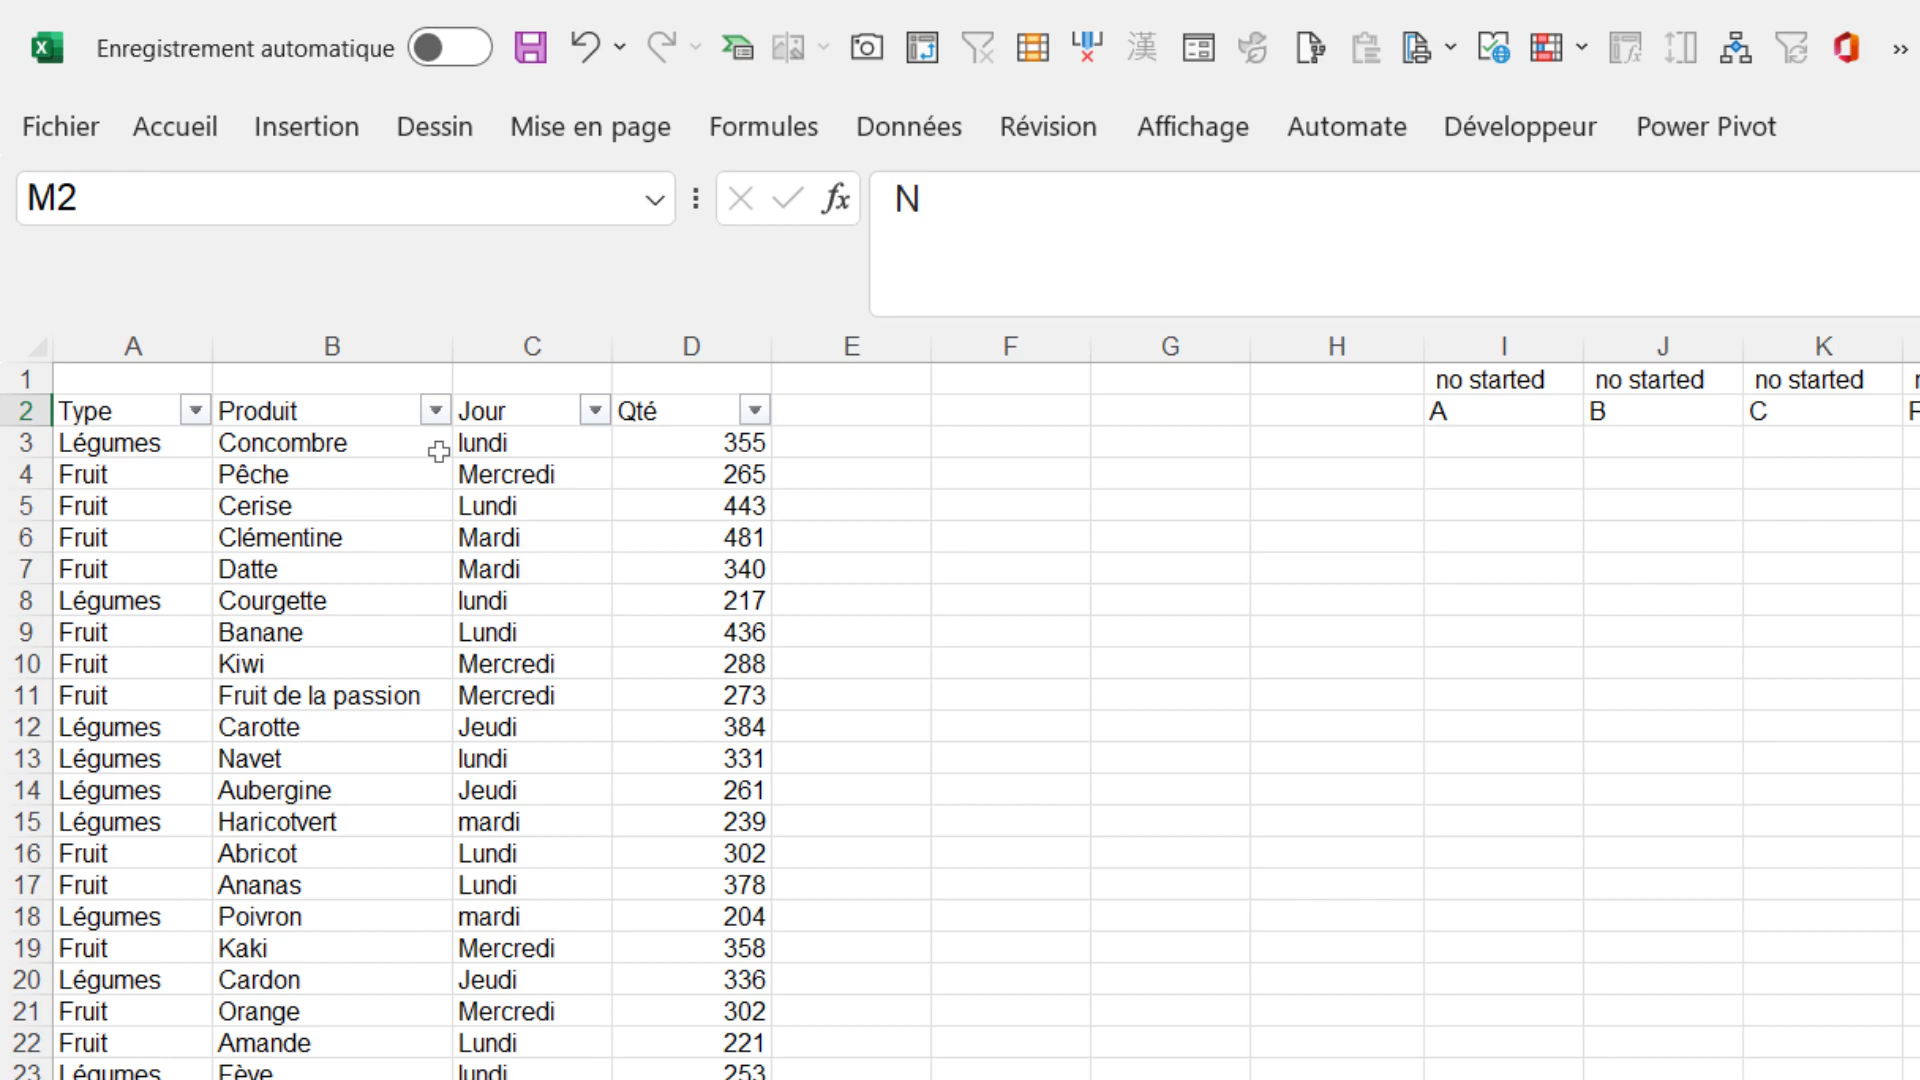 Enregistrement automatique
Fichier Accueil Insertion Dessin Mise en page Formules Données Révision Affichage Automate Développeur Power Pivot
M2 fx N
A B C D E F G H I J K
1 no started no started no started
2 Type Produit Jour Qté A B C
3 Légumes Concombre lundi 355
4 Fruit Pêche Mercredi 265
5 Fruit Cerise Lundi 443
6 Fruit Clémentine Mardi 481
7 Fruit Datte Mardi 340
8 Légumes Courgette lundi 217
9 Fruit Banane Lundi 436
10 Fruit Kiwi Mercredi 288
11 Fruit Fruit de la passion Mercredi 273
12 Légumes Carotte Jeudi 384
13 Légumes Navet lundi 331
14 Légumes Aubergine Jeudi 261
15 Légumes Haricotvert mardi 239
16 Fruit Abricot Lundi 302
17 Fruit Ananas Lundi 378
18 Légumes Poivron mardi 204
19 Fruit Kaki Mercredi 358
20 Légumes Cardon Jeudi 336
21 Fruit Orange Mercredi 302
22 Fruit Amande Lundi 221
23 Légumes Fève lundi 253